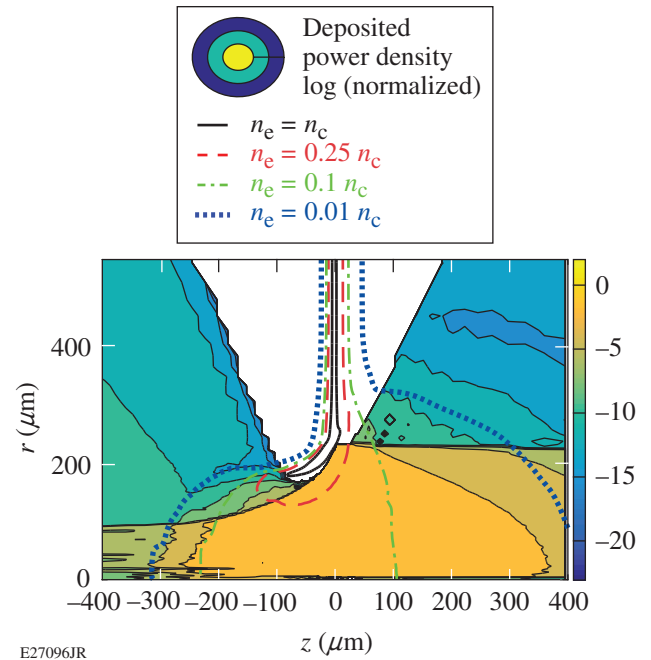 Deposited
power density
log (normalized)
n_e = n_c
n_e = 0.25 n_c
n_e = 0.1 n_c
n_e = 0.01 n_c
0
−5
−10
−15
−20
400
200
0
r (μm)
−400 −300 −200 −100 0 100 200 300 400
z (μm)
E27096JR